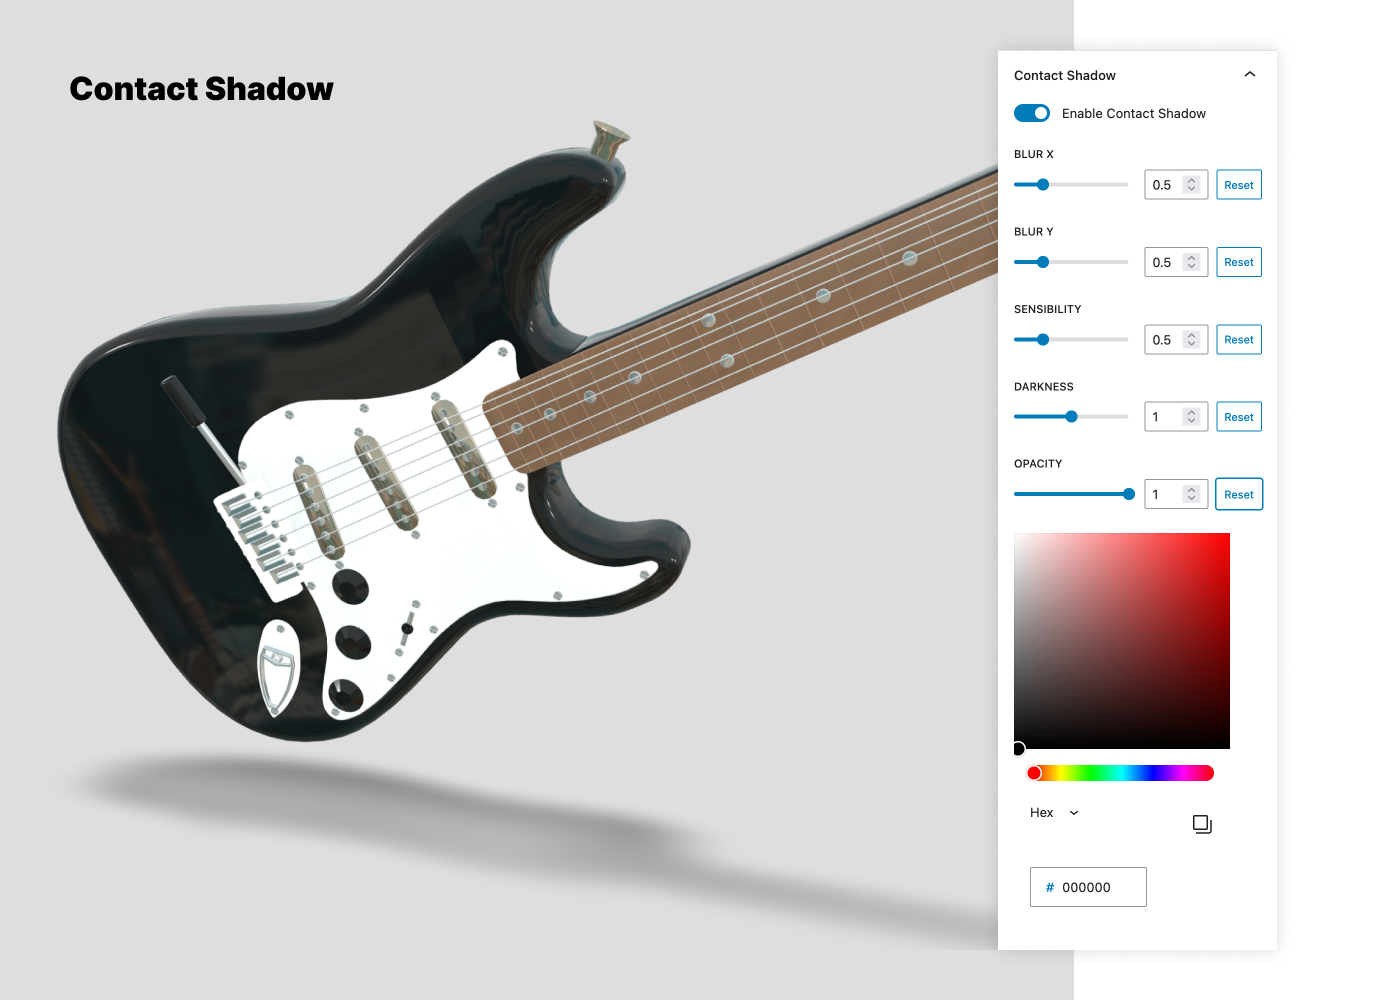 Contact Shadow
Contact Shadow
Enable Contact Shadow
BLUR X
0.5 Reset
BLUR Y
0.5 Reset
SENSIBILITY
0.5 Reset
DARKNESS
1 Reset
OPACITY
1 Reset
Hex
# 000000